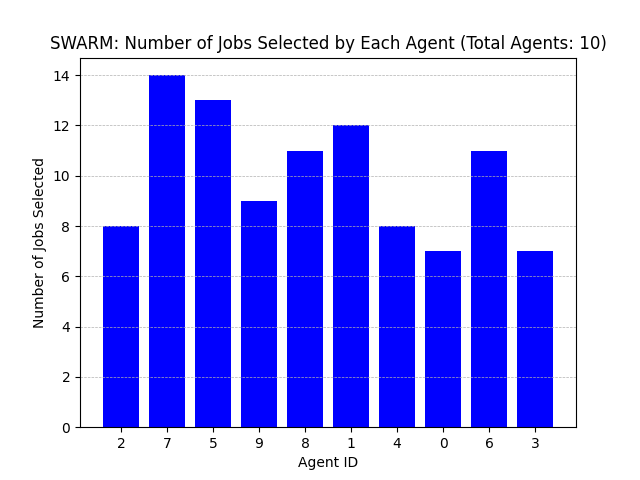 SWARM: Number of Jobs Selected by Each Agent (Total Agents: 10)
Number of Jobs Selected
14
12
10
8
6
4
2
0
2 7 5 9 8 1 4 0 6 3
Agent ID